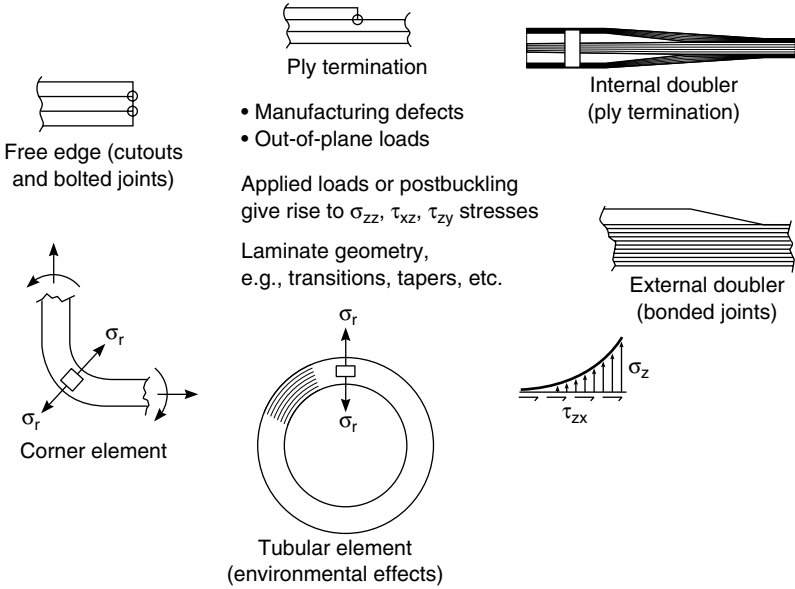 Ply termination
Internal doubler
(ply termination)
Free edge (cutouts
and bolted joints)
• Manufacturing defects
• Out-of-plane loads
Applied loads or postbuckling
give rise to σzz, τxz, τzy stresses
Laminate geometry,
e.g., transitions, tapers, etc.
External doubler
(bonded joints)
σr
σr
Corner element
σr
σr
Tubular element
(environmental effects)
σz
τzx